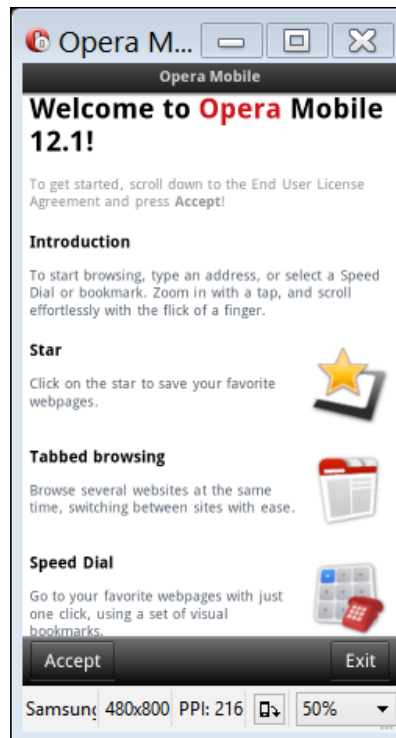 Opera M...
Opera Mobile
Welcome to Opera Mobile
12.1!
To get started, scroll down to the End User License
Agreement and press Accept!
Introduction
To start browsing, type an address, or select a Speed
Dial or bookmark. Zoom in with a tap, and scroll
effortlessly with the flick of a finger.
Star
Click on the star to save your favorite
webpages.
Tabbed browsing
Browse several websites at the same
time, switching between sites with ease.
Speed Dial
Go to your favorite webpages with just
one click, using a set of visual
bookmarks.
Accept Exit
Samsung 480x800 PPI: 216 50%